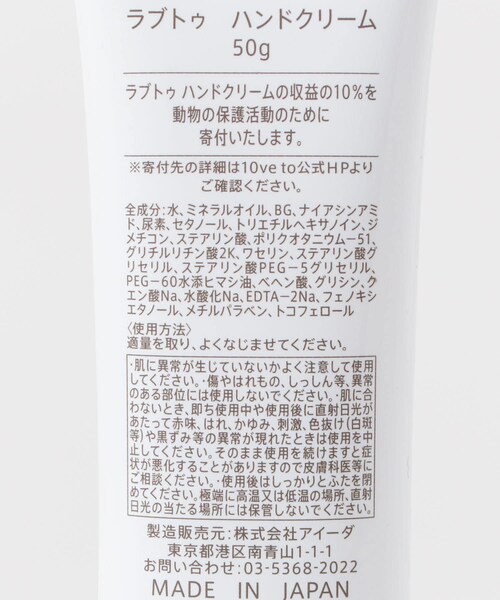 ラブトゥ　ハンドクリーム
50g
ラブトゥ ハンドクリームの収益の10%を
動物の保護活動のために
寄付いたします。
※寄付先の詳細は10ve to公式HPより
ご確認ください。
全成分：水、ミネラルオイル、BG、ナイアシンアミ
ド、尿素、セタノール、トリエチルヘキサノイン、ジ
メチコン、ステアリン酸、ポリクオタニウムー51、
グリチルリチン酸2K、ワセリン、ステアリン酸グ
リセリル、ステアリン酸PEG－5グリセリル、
PEG－60水添ヒマシ油、ベヘン酸、グリシン、ク
エン酸Na、水酸化Na、EDTA－2Na、フェノキシ
エタノール、メチルパラベン、トコフェロール
〈使用方法〉
適量を取り、よくなじませてください。
・肌に異常が生じていないかよく注意して使用
してください。・傷やはれもの、しっしん等、異常
のある部位には使用しないでください。・肌に合
わないとき、即ち使用中や使用後に直射日光が
あたって赤味、はれ、かゆみ、刺激、色抜け(白斑
等)や黒ずみ等の異常が現れたときは使用を中
止してください。そのまま使用を続けますと症
状が悪化することがありますので皮膚科医等に
ご相談ください。・使用後はしっかりとふたを閉
めてください。極端に高温又は低温の場所、直射
日光の当たる場所には保管しないでください。
製造販売元：株式会社アイーダ
東京都港区南青山1-1-1
お問い合わせ：03-5368-2022
MADE IN JAPAN